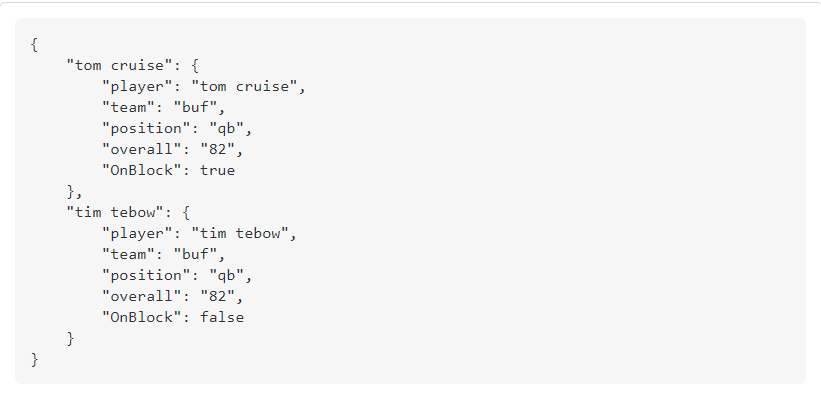 {
    "tom cruise": {
        "player": "tom cruise",
        "team": "buf",
        "position": "qb",
        "overall": "82",
        "OnBlock": true
    },
    "tim tebow": {
        "player": "tim tebow",
        "team": "buf",
        "position": "qb",
        "overall": "82",
        "OnBlock": false
    }
}